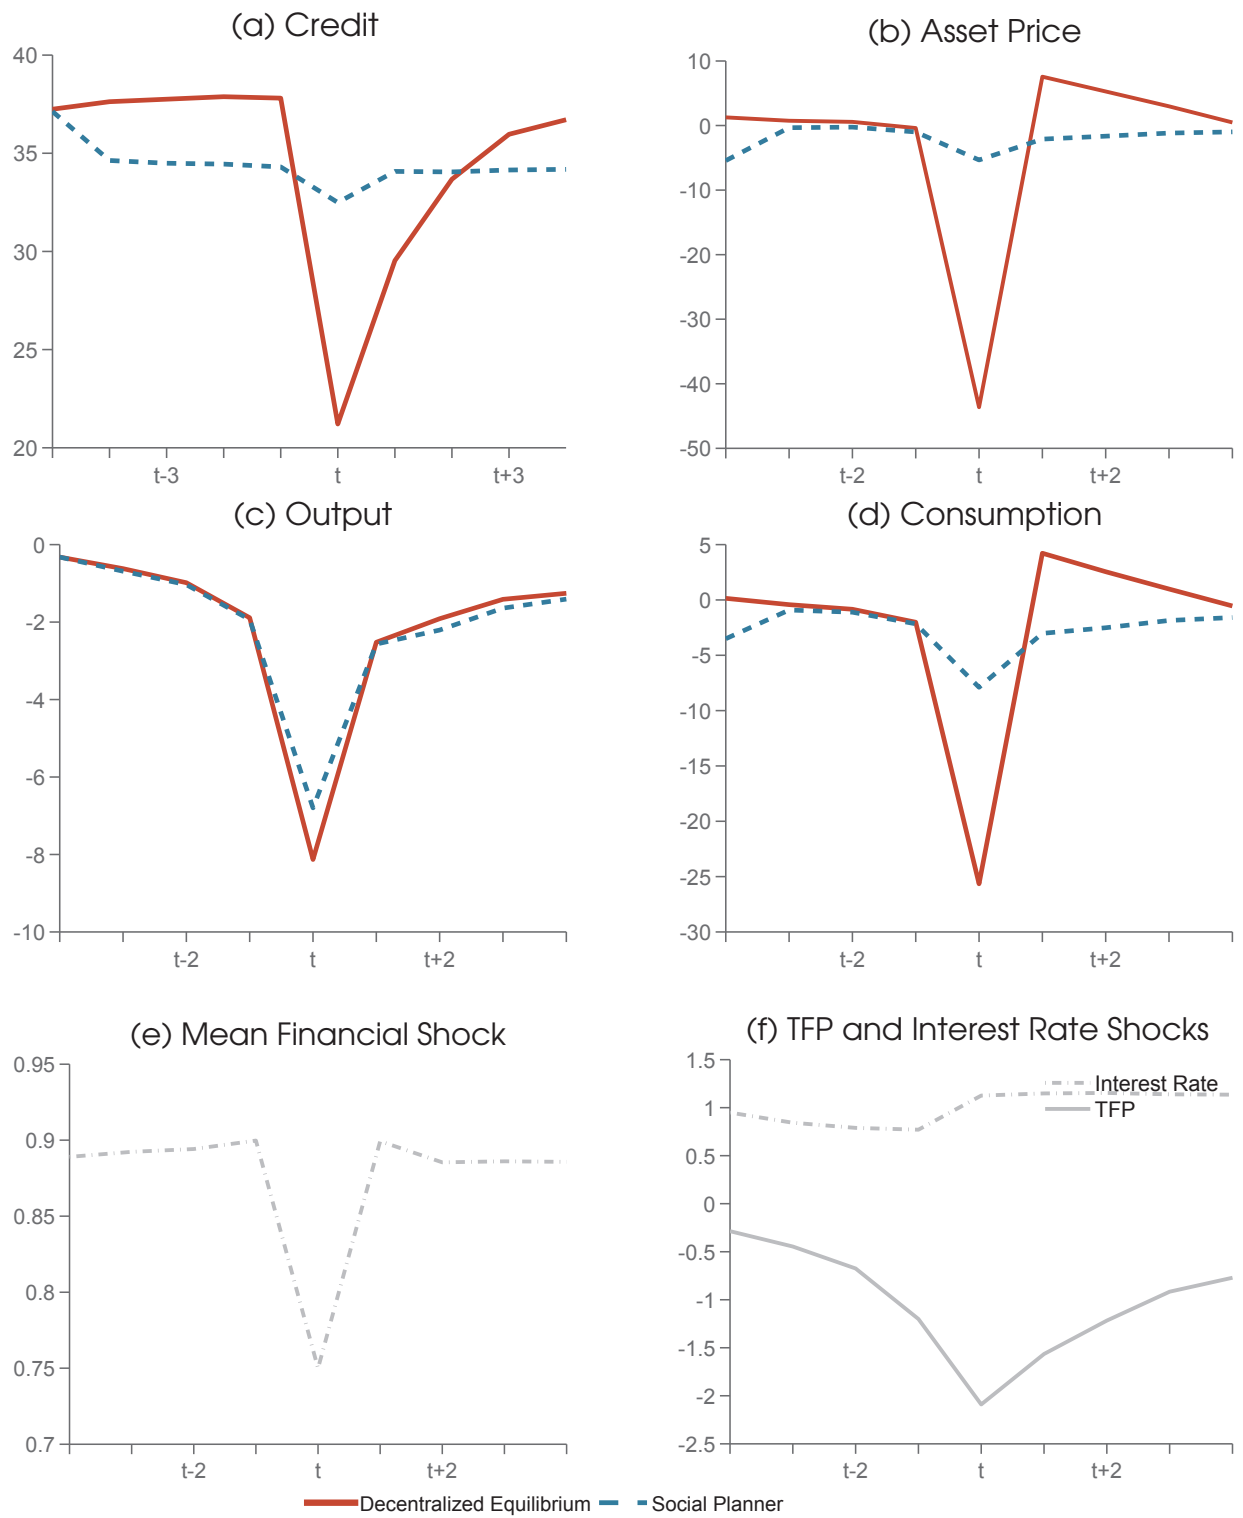 (a) Credit
40
35
30
25
20
t-3
t
t+3
(b) Asset Price
10
0
-10
-20
-30
-40
-50
t-2
t
t+2
(c) Output
0
-2
-4
-6
-8
-10
t-2
t
t+2
(d) Consumption
5
0
-5
-10
-15
-20
-25
-30
t-2
t
t+2
(e) Mean Financial Shock
0.95
0.9
0.85
0.8
0.75
0.7
t-2
t
t+2
(f) TFP and Interest Rate Shocks
1.5
1
0.5
0
-0.5
-1
-1.5
-2
-2.5
Interest Rate
TFP
t-2
t
t+2
Decentralized Equilibrium
Social Planner